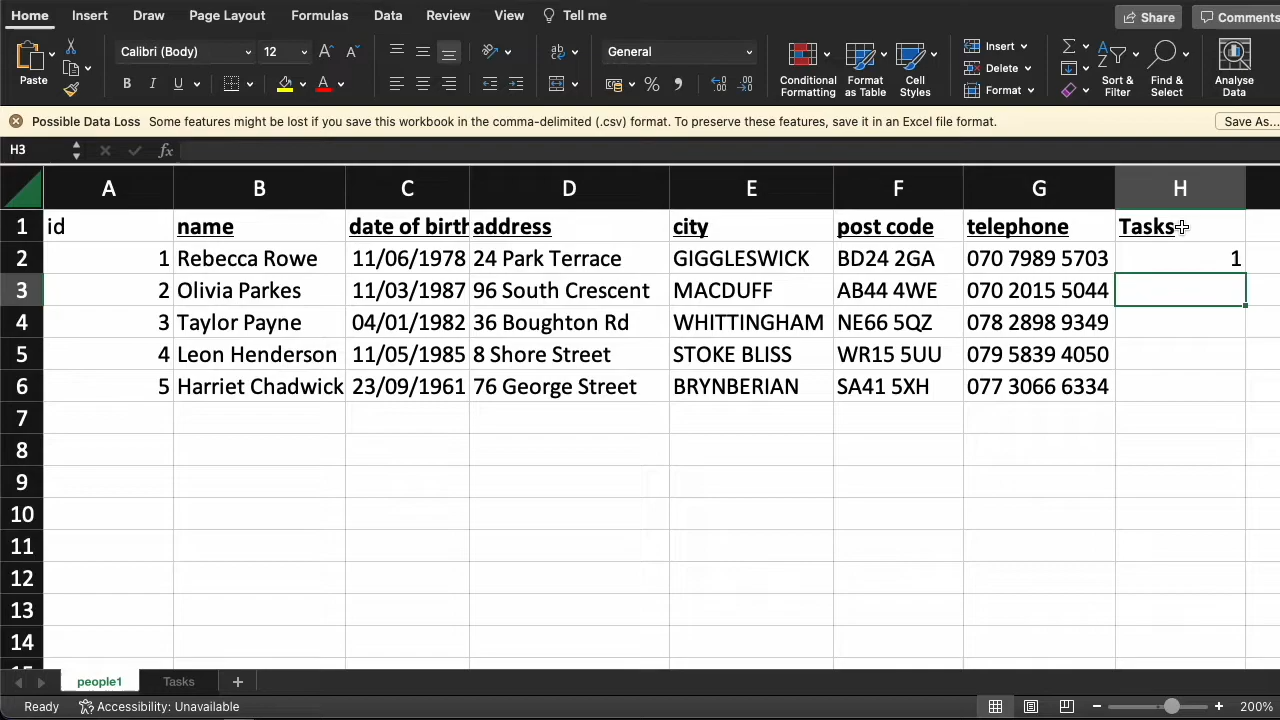 Home Insert Draw Page Layout Formulas Data Review View Tell me Share Comments
Paste Calibri (Body) 12 A A General Conditional Formatting Format as Table Cell Styles Insert Delete Format Sort & Filter Find & Select Analyse Data
B I U A % ab
Possible Data Loss Some features might be lost if you save this workbook in the comma-delimited (.csv) format. To preserve these features, save it in an Excel file format. Save As...
H3 fx
A B C D E F G H
1 id name date of birth address city post code telephone Tasks
2 1 Rebecca Rowe 11/06/1978 24 Park Terrace GIGGLESWICK BD24 2GA 070 7989 5703 1
3 2 Olivia Parkes 11/03/1987 96 South Crescent MACDUFF AB44 4WE 070 2015 5044
4 3 Taylor Payne 04/01/1982 36 Boughton Rd WHITTINGHAM NE66 5QZ 078 2898 9349
5 4 Leon Henderson 11/05/1985 8 Shore Street STOKE BLISS WR15 5UU 079 5839 4050
6 5 Harriet Chadwick 23/09/1961 76 George Street BRYNBERIAN SA41 5XH 077 3066 6334
7
8
9
10
11
12
13
14
people1 Tasks
Ready Accessibility: Unavailable 200%